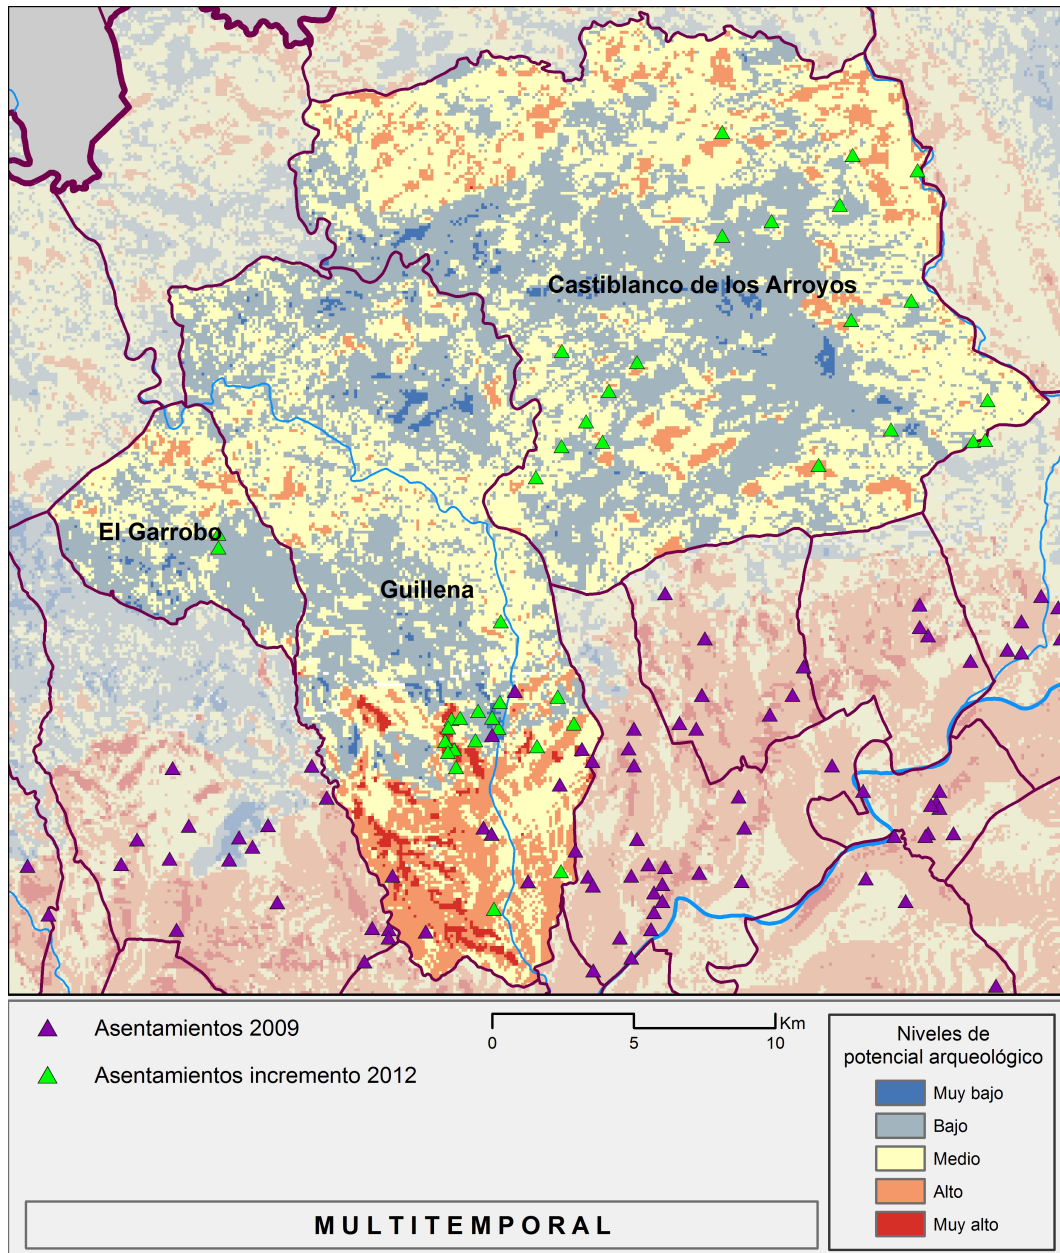 Castiblanco de los Arroyos
El Garrobo
Guillena
Asentamientos 2009
Asentamientos incremento 2012
Km
0 5 10
MULTITEMPORAL
Niveles de
potencial arqueológico
Muy bajo
Bajo
Medio
Alto
Muy alto